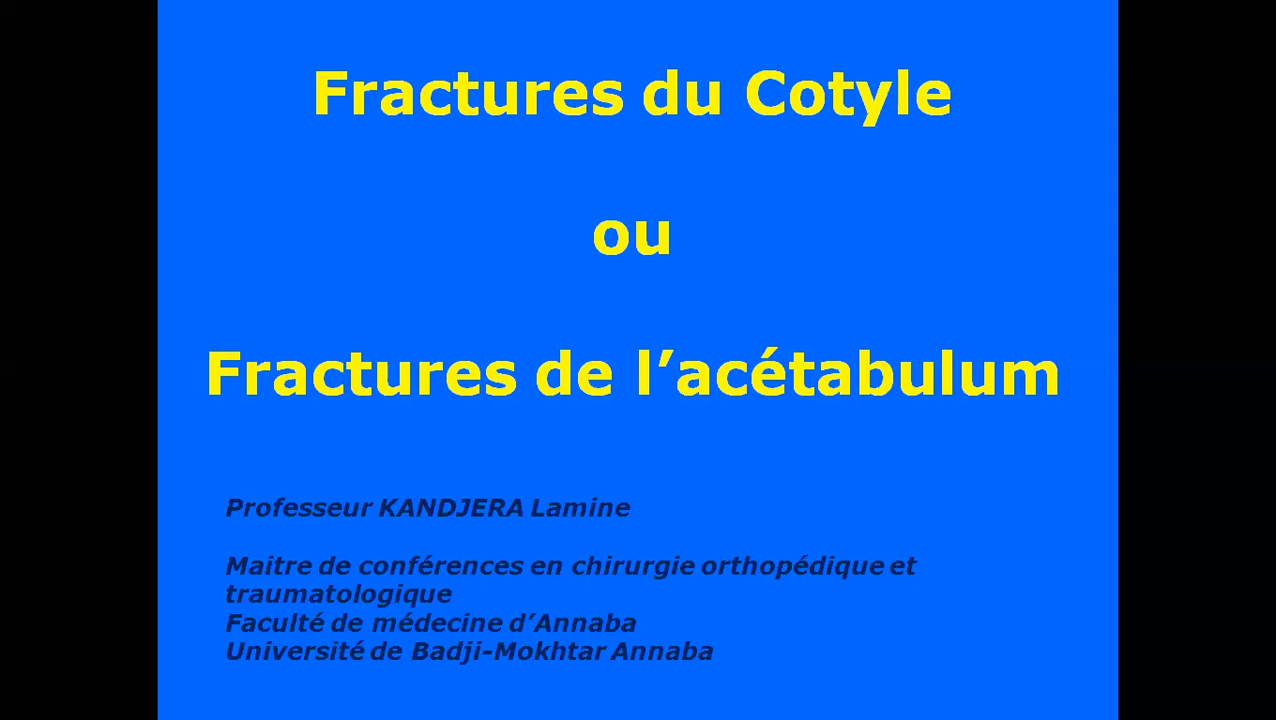 Fractures du Cotyle
ou
Fractures de l’acétabulum
Professeur KANDJERA Lamine
Maitre de conférences en chirurgie orthopédique et
traumatologique
Faculté de médecine d’Annaba
Université de Badji-Mokhtar Annaba